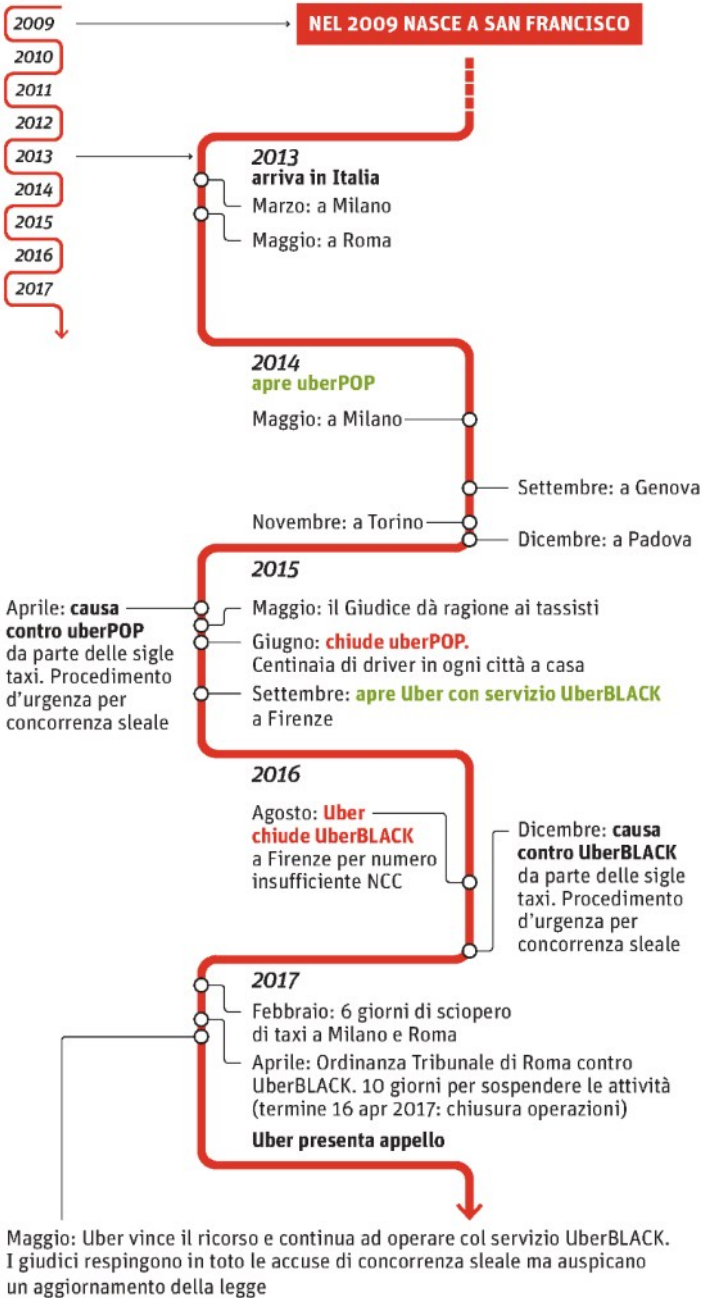 2009
2010
2011
2012
2013
2014
2015
2016
2017
NEL 2009 NASCE A SAN FRANCISCO
2013
arriva in Italia
Marzo: a Milano
Maggio: a Roma
2014
apre uberPOP
Maggio: a Milano
Settembre: a Genova
Novembre: a Torino
Dicembre: a Padova
2015
Aprile: causa
contro uberPOP
da parte delle sigle
taxi. Procedimento
d'urgenza per
concorrenza sleale
Maggio: il Giudice dà ragione ai tassisti
Giugno: chiude uberPOP.
Centinaia di driver in ogni città a casa
Settembre: apre Uber con servizio UberBLACK
a Firenze
2016
Agosto: Uber
chiude UberBLACK
a Firenze per numero
insufficiente NCC
Dicembre: causa
contro UberBLACK
da parte delle sigle
taxi. Procedimento
d'urgenza per
concorrenza sleale
2017
Febbraio: 6 giorni di sciopero
di taxi a Milano e Roma
Aprile: Ordinanza Tribunale di Roma contro
UberBLACK. 10 giorni per sospendere le attività
(termine 16 apr 2017: chiusura operazioni)
Uber presenta appello
Maggio: Uber vince il ricorso e continua ad operare col servizio UberBLACK.
I giudici respingono in toto le accuse di concorrenza sleale ma auspicano
un aggiornamento della legge